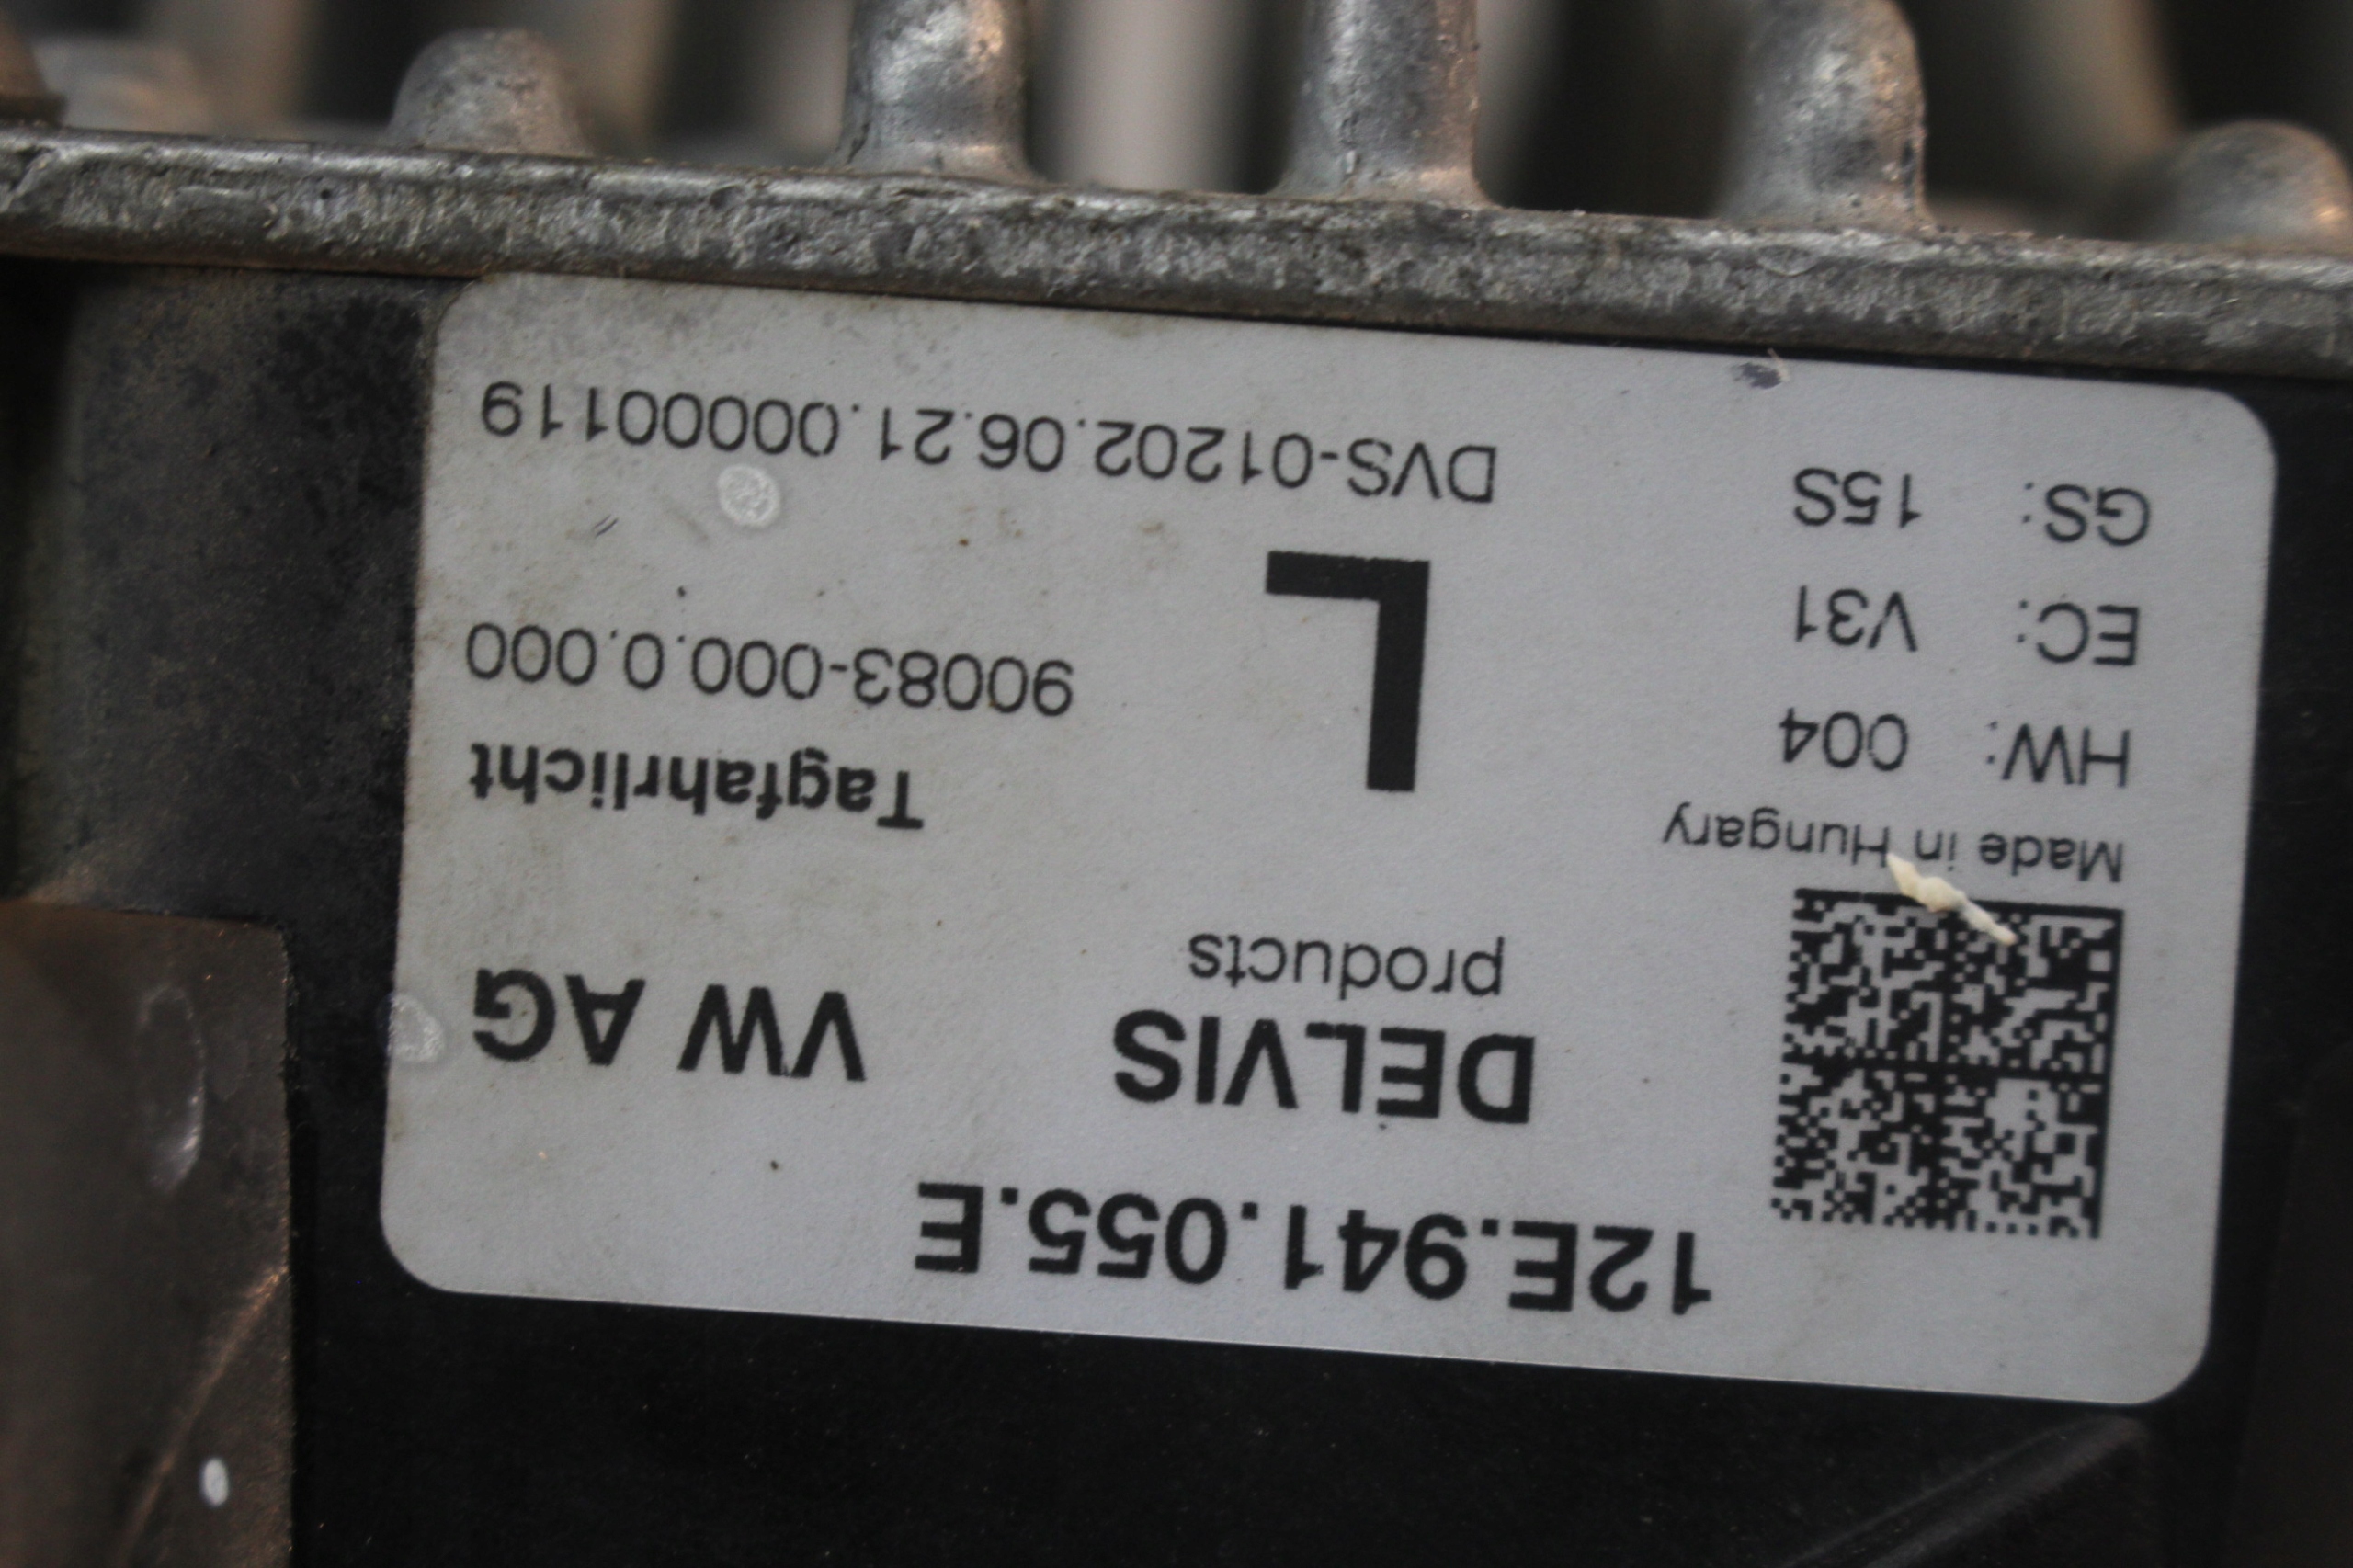 12E.941.055.E
DELVIS
products
VW AG
Made in Hungary
HW: 004
EC: V31
GS: 15S
L
Tagfahrlicht
90083-000.0.000
DVS-01202.06.21.00000119